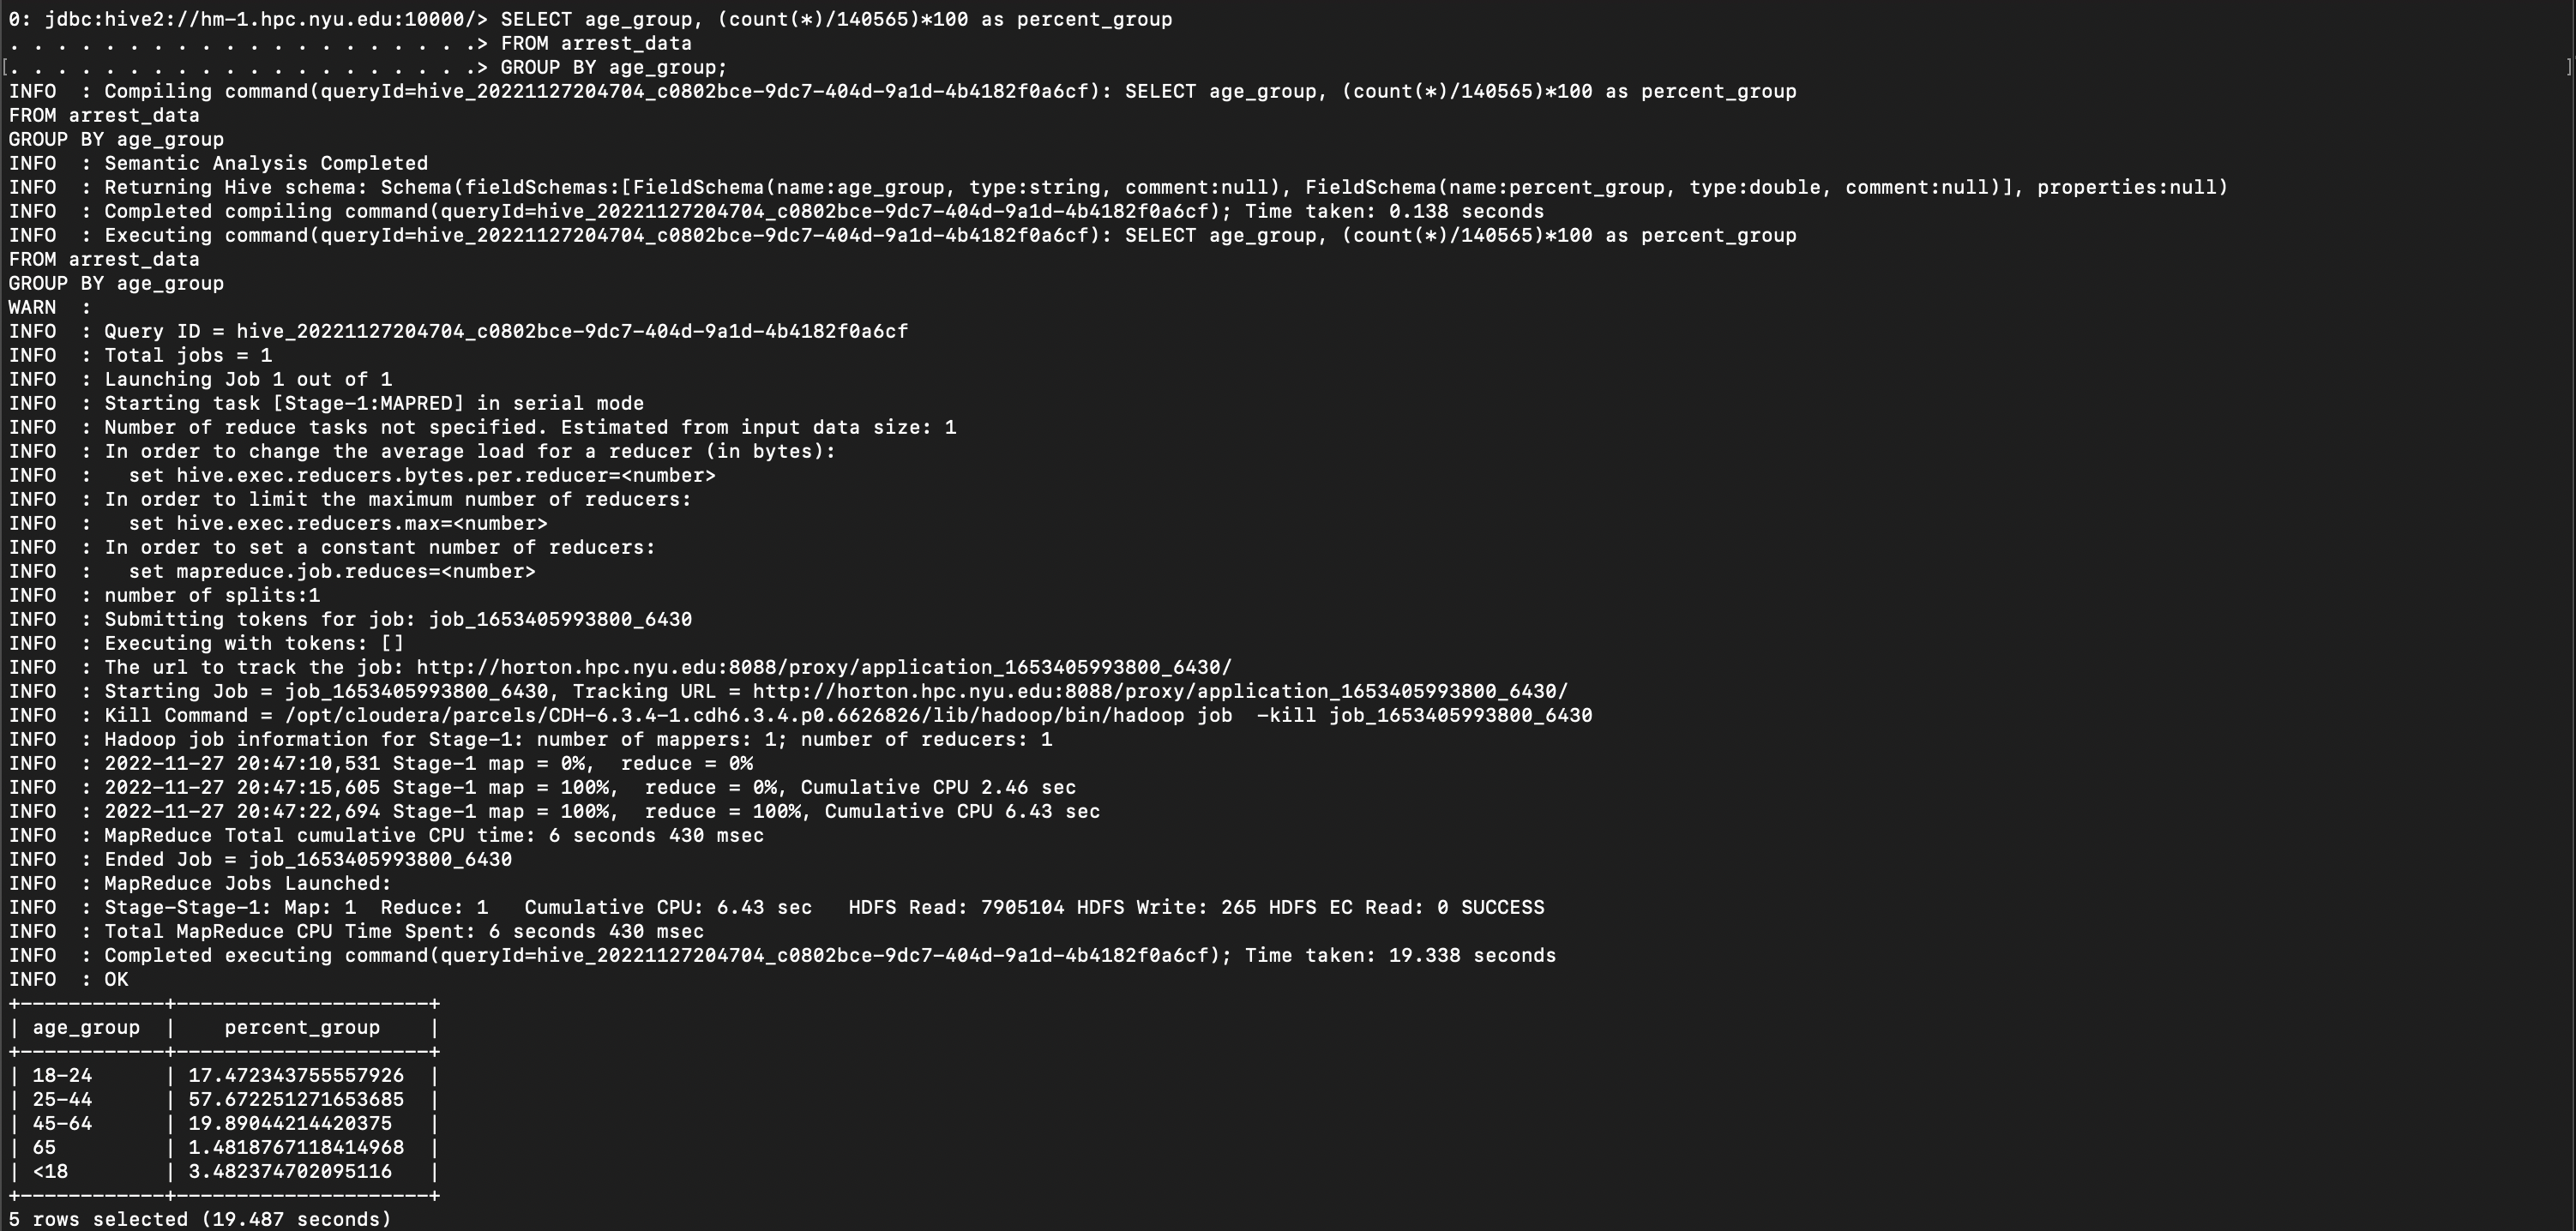 0: jdbc:hive2://hm-1.hpc.nyu.edu:10000/> SELECT age_group, (count(*)/140565)*100 as percent_group
. . . . . . . . . . . . . . . . . . . .> FROM arrest_data
[. . . . . . . . . . . . . . . . . . . .> GROUP BY age_group; ]
INFO  : Compiling command(queryId=hive_20221127204704_c0802bce-9dc7-404d-9a1d-4b4182f0a6cf): SELECT age_group, (count(*)/140565)*100 as percent_group
FROM arrest_data
GROUP BY age_group
INFO  : Semantic Analysis Completed
INFO  : Returning Hive schema: Schema(fieldSchemas:[FieldSchema(name:age_group, type:string, comment:null), FieldSchema(name:percent_group, type:double, comment:null)], properties:null)
INFO  : Completed compiling command(queryId=hive_20221127204704_c0802bce-9dc7-404d-9a1d-4b4182f0a6cf); Time taken: 0.138 seconds
INFO  : Executing command(queryId=hive_20221127204704_c0802bce-9dc7-404d-9a1d-4b4182f0a6cf): SELECT age_group, (count(*)/140565)*100 as percent_group
FROM arrest_data
GROUP BY age_group
WARN  :
INFO  : Query ID = hive_20221127204704_c0802bce-9dc7-404d-9a1d-4b4182f0a6cf
INFO  : Total jobs = 1
INFO  : Launching Job 1 out of 1
INFO  : Starting task [Stage-1:MAPRED] in serial mode
INFO  : Number of reduce tasks not specified. Estimated from input data size: 1
INFO  : In order to change the average load for a reducer (in bytes):
INFO  :   set hive.exec.reducers.bytes.per.reducer=<number>
INFO  : In order to limit the maximum number of reducers:
INFO  :   set hive.exec.reducers.max=<number>
INFO  : In order to set a constant number of reducers:
INFO  :   set mapreduce.job.reduces=<number>
INFO  : number of splits:1
INFO  : Submitting tokens for job: job_1653405993800_6430
INFO  : Executing with tokens: []
INFO  : The url to track the job: http://horton.hpc.nyu.edu:8088/proxy/application_1653405993800_6430/
INFO  : Starting Job = job_1653405993800_6430, Tracking URL = http://horton.hpc.nyu.edu:8088/proxy/application_1653405993800_6430/
INFO  : Kill Command = /opt/cloudera/parcels/CDH-6.3.4-1.cdh6.3.4.p0.6626826/lib/hadoop/bin/hadoop job  -kill job_1653405993800_6430
INFO  : Hadoop job information for Stage-1: number of mappers: 1; number of reducers: 1
INFO  : 2022-11-27 20:47:10,531 Stage-1 map = 0%,  reduce = 0%
INFO  : 2022-11-27 20:47:15,605 Stage-1 map = 100%,  reduce = 0%, Cumulative CPU 2.46 sec
INFO  : 2022-11-27 20:47:22,694 Stage-1 map = 100%,  reduce = 100%, Cumulative CPU 6.43 sec
INFO  : MapReduce Total cumulative CPU time: 6 seconds 430 msec
INFO  : Ended Job = job_1653405993800_6430
INFO  : MapReduce Jobs Launched:
INFO  : Stage-Stage-1: Map: 1  Reduce: 1   Cumulative CPU: 6.43 sec   HDFS Read: 7905104 HDFS Write: 265 HDFS EC Read: 0 SUCCESS
INFO  : Total MapReduce CPU Time Spent: 6 seconds 430 msec
INFO  : Completed executing command(queryId=hive_20221127204704_c0802bce-9dc7-404d-9a1d-4b4182f0a6cf); Time taken: 19.338 seconds
INFO  : OK
+------------+---------------------+
| age_group  |    percent_group    |
+------------+---------------------+
| 18-24      | 17.472343755557926  |
| 25-44      | 57.672251271653685  |
| 45-64      | 19.89044214420375   |
| 65         | 1.4818767118414968  |
| <18        | 3.482374702095116   |
+------------+---------------------+
5 rows selected (19.487 seconds)